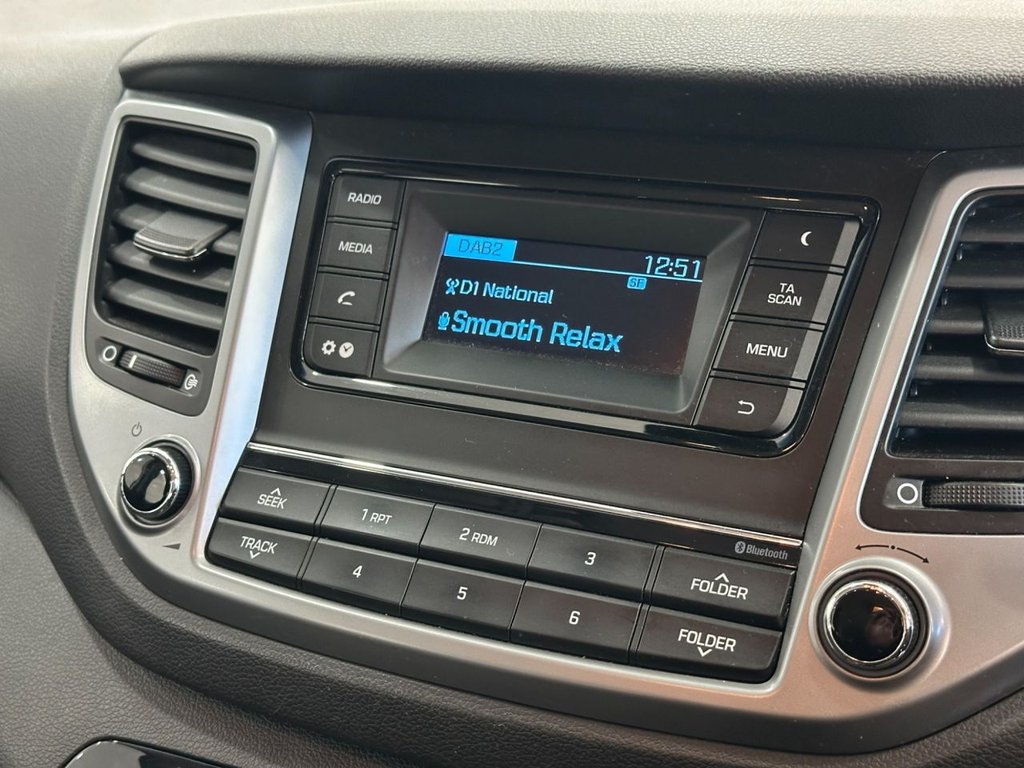 RADIO
MEDIA
DAB2
12:51
SF
D1 National
Smooth Relax
TA
SCAN
MENU
SEEK
TRACK
1 RPT
2 RDM
3
4
5
6
Bluetooth
FOLDER
FOLDER